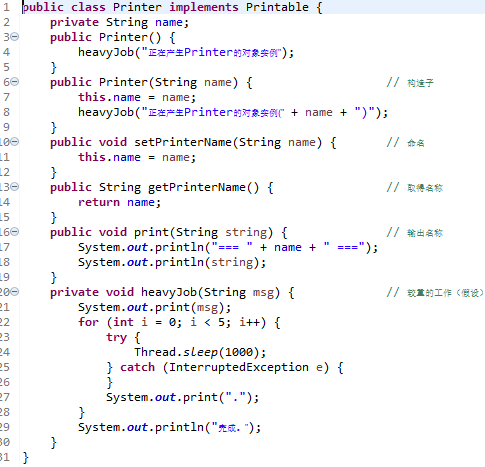 1 public class Printer implements Printable {
2 private String name;
3 public Printer() {
4 heavyJob("正在产生Printer的对象实例");
5 }
6 public Printer(String name) { // 构造子
7 this.name = name;
8 heavyJob("正在产生Printer的对象实例(" + name + ")");
9 }
10 public void setPrinterName(String name) { // 命名
11 this.name = name;
12 }
13 public String getPrinterName() { // 取得名称
14 return name;
15 }
16 public void print(String string) { // 输出名称
17 System.out.println("=== " + name + " ===");
18 System.out.println(string);
19 }
20 private void heavyJob(String msg) { // 较重的工作（假设）
21 System.out.print(msg);
22 for (int i = 0; i < 5; i++) {
23 try {
24 Thread.sleep(1000);
25 } catch (InterruptedException e) {
26 }
27 System.out.print(".");
28 }
29 System.out.println("完成。");
30 }
31 }